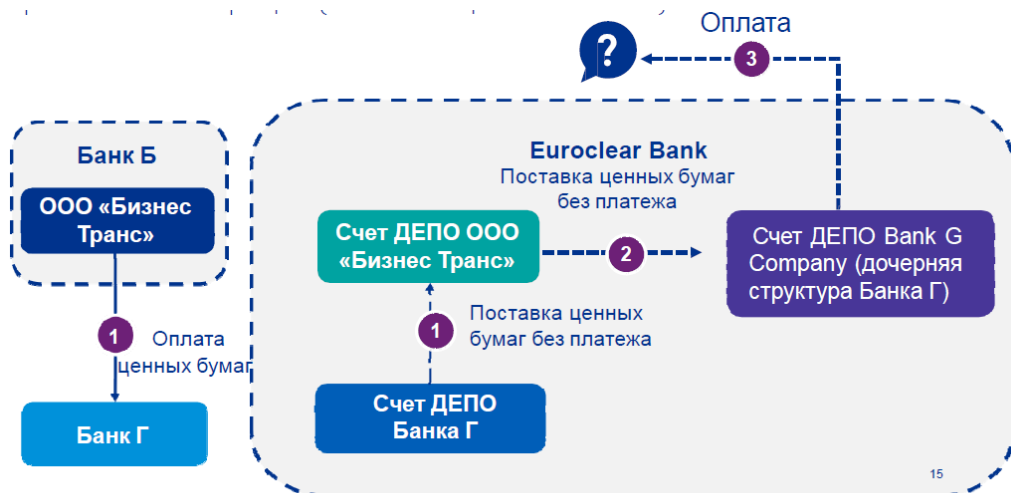 Оплата
?
3
Банк Б
ООО «Бизнес
Транс»
1
Оплата
ценных бумаг
Банк Г
Euroclear Bank
Поставка ценных бумаг
без платежа
Счет ДЕПО ООО
«Бизнес Транс»
2
Счет ДЕПО Bank G
Company (дочерняя
структура Банка Г)
1
Поставка ценных
бумаг без платежа
Счет ДЕПО
Банка Г
15